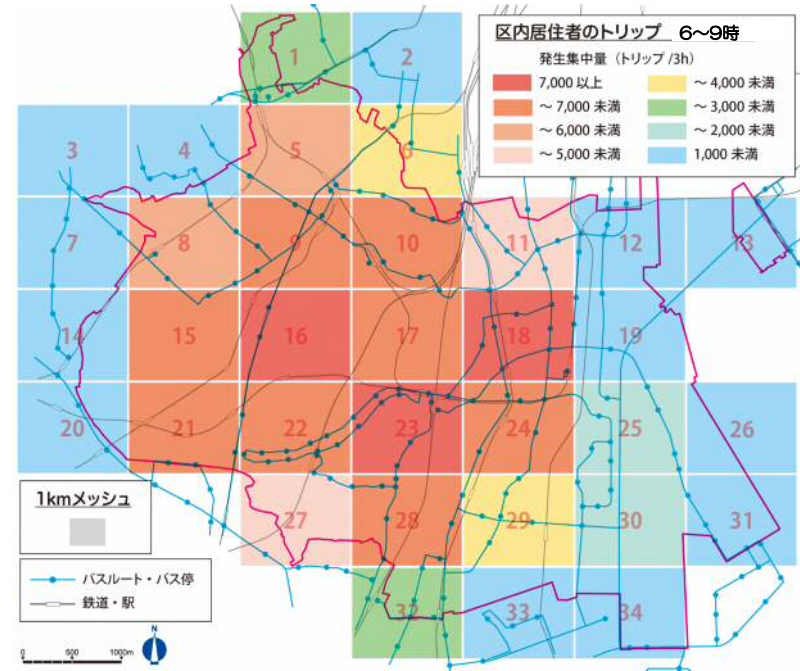 区内居住者のトリップ 6～9時
発生集中量(トリップ/3h)
7,000 以上
～ 7,000 未満
～ 6,000 未満
～ 5,000 未満
～ 4,000 未満
～ 3,000 未満
～ 2,000 未満
1,000 未満
1 2
3 4 5 6
7 8 9 10 11 12 13
14 15 16 17 18 19
20 21 22 23 24 25 26
27 28 29 30 31
32 33 34
1kmメッシュ
バスルート・バス停
鉄道・駅
N
0 500 1000m